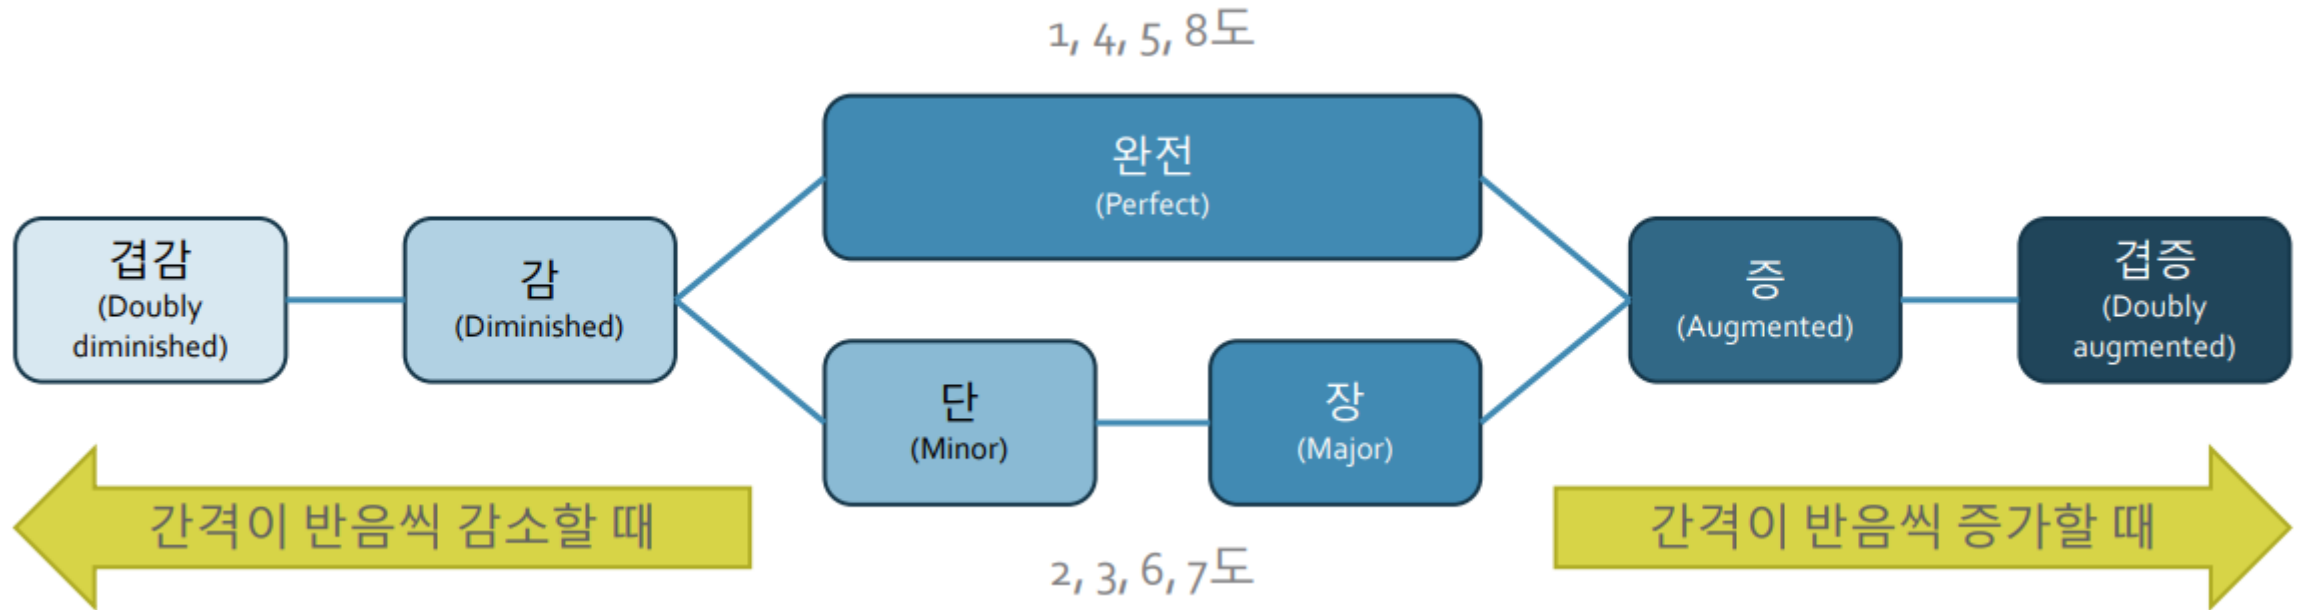 1, 4, 5, 8도
완전
(Perfect)
겹감
(Doubly
diminished)
감
(Diminished)
단
(Minor)
장
(Major)
증
(Augmented)
겹증
(Doubly
augmented)
간격이 반음씩 감소할 때
2, 3, 6, 7도
간격이 반음씩 증가할 때